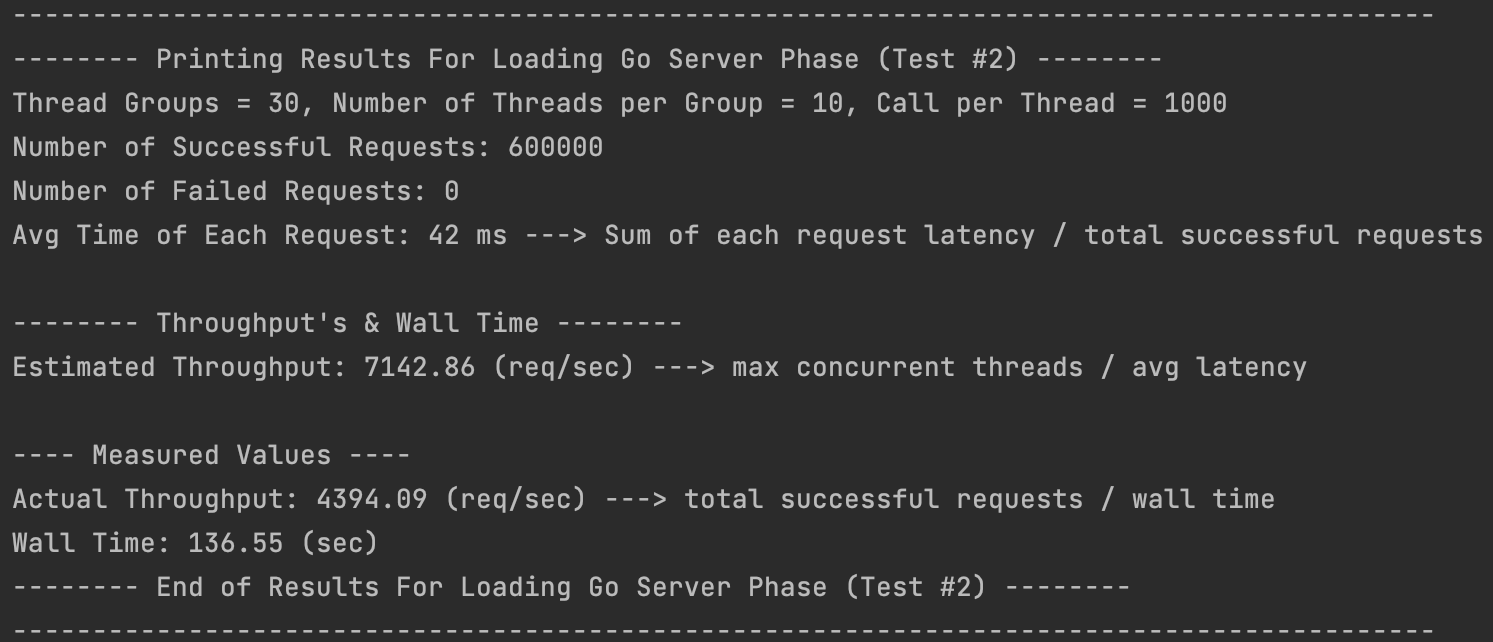 -----------------------------------------------------------------------------------------
-------- Printing Results For Loading Go Server Phase (Test #2) --------
Thread Groups = 30, Number of Threads per Group = 10, Call per Thread = 1000
Number of Successful Requests: 600000
Number of Failed Requests: 0
Avg Time of Each Request: 42 ms ---> Sum of each request latency / total successful requests
-------- Throughput's & Wall Time --------
Estimated Throughput: 7142.86 (req/sec) ---> max concurrent threads / avg latency
---- Measured Values ----
Actual Throughput: 4394.09 (req/sec) ---> total successful requests / wall time
Wall Time: 136.55 (sec)
-------- End of Results For Loading Go Server Phase (Test #2) --------
-----------------------------------------------------------------------------------------